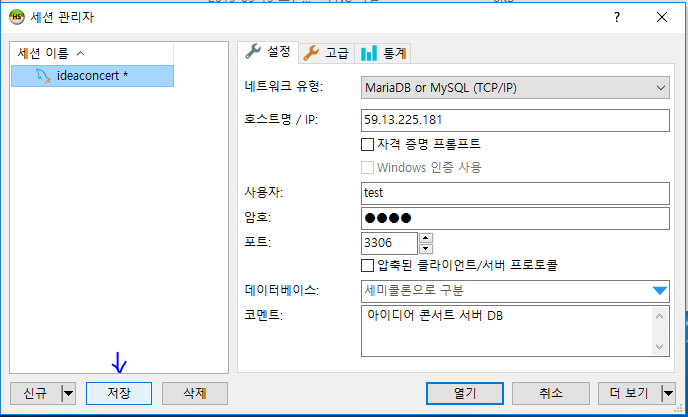 세션 관리자
세션 이름
ideaconcert *
설정
고급
통계
네트워크 유형:
MariaDB or MySQL (TCP/IP)
호스트명 / IP:
59.13.225.181
자격 증명 프롬프트
Windows 인증 사용
사용자:
test
암호:
●●●●
포트:
3306
압축된 클라이언트/서버 프로토콜
데이터베이스:
세미콜론으로 구분
코멘트:
아이디어 콘서트 서버 DB
신규
저장
삭제
열기
취소
더 보기